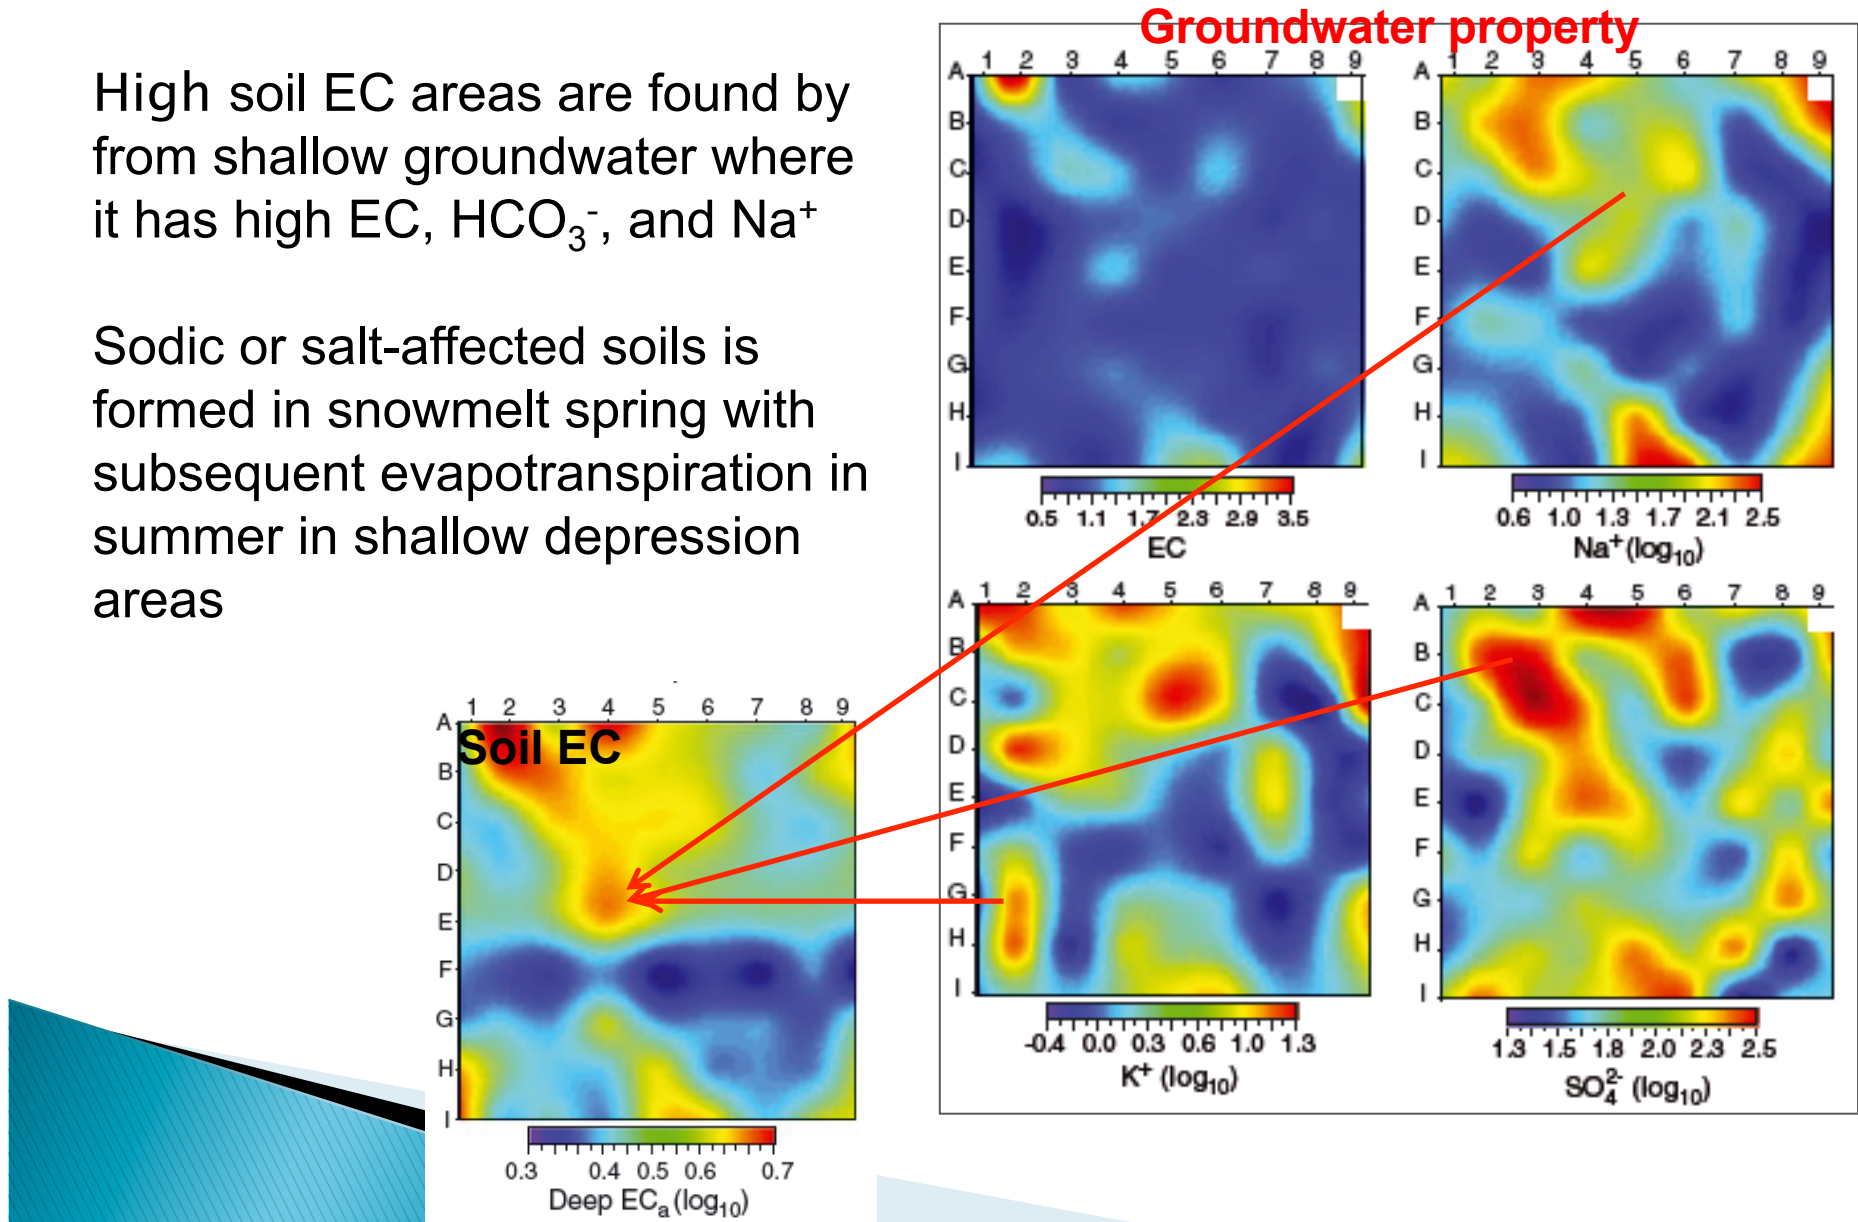 Groundwater property
High soil EC areas are found by
from shallow groundwater where
it has high EC, HCO₃⁻, and Na⁺
Sodic or salt-affected soils is
formed in snowmelt spring with
subsequent evapotranspiration in
summer in shallow depression
areas
1 2 3 4 5 6 7 8 9
A
B
C
D
E
F
G
H
I
0.5 1.1 1.7 2.3 2.9 3.5
EC
1 2 3 4 5 6 7 8 9
A
B
C
D
E
F
G
H
I
0.6 1.0 1.3 1.7 2.1 2.5
Na⁺(log₁₀)
1 2 3 4 5 6 7 8 9
A
B
C
D
E
F
G
H
I
-0.4 0.0 0.3 0.6 1.0 1.3
K⁺ (log₁₀)
1 2 3 4 5 6 7 8 9
A
B
C
D
E
F
G
H
I
1.3 1.5 1.8 2.0 2.3 2.5
SO₄²⁻ (log₁₀)
1 2 3 4 5 6 7 8 9
Soil EC
A
B
C
D
E
F
G
H
I
0.3 0.4 0.5 0.6 0.7
Deep ECₐ(log₁₀)